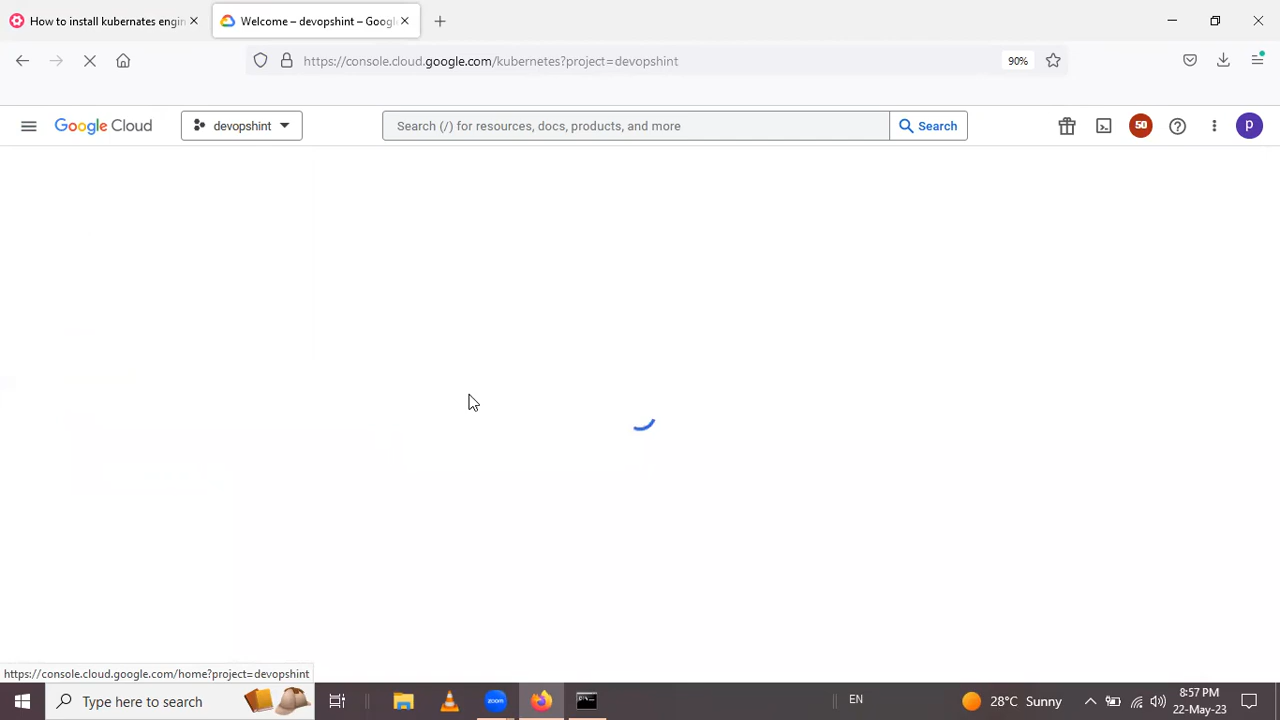 How to install kubernates engin
Welcome – devopshint – Googl
https://console.cloud.google.com/kubernetes?project=devopshint
90%
Google Cloud
devopshint
Search (/) for resources, docs, products, and more
Search
50
p
https://console.cloud.google.com/home?project=devopshint
Type here to search
zoom
EN
28°C Sunny
8:57 PM
22-May-23